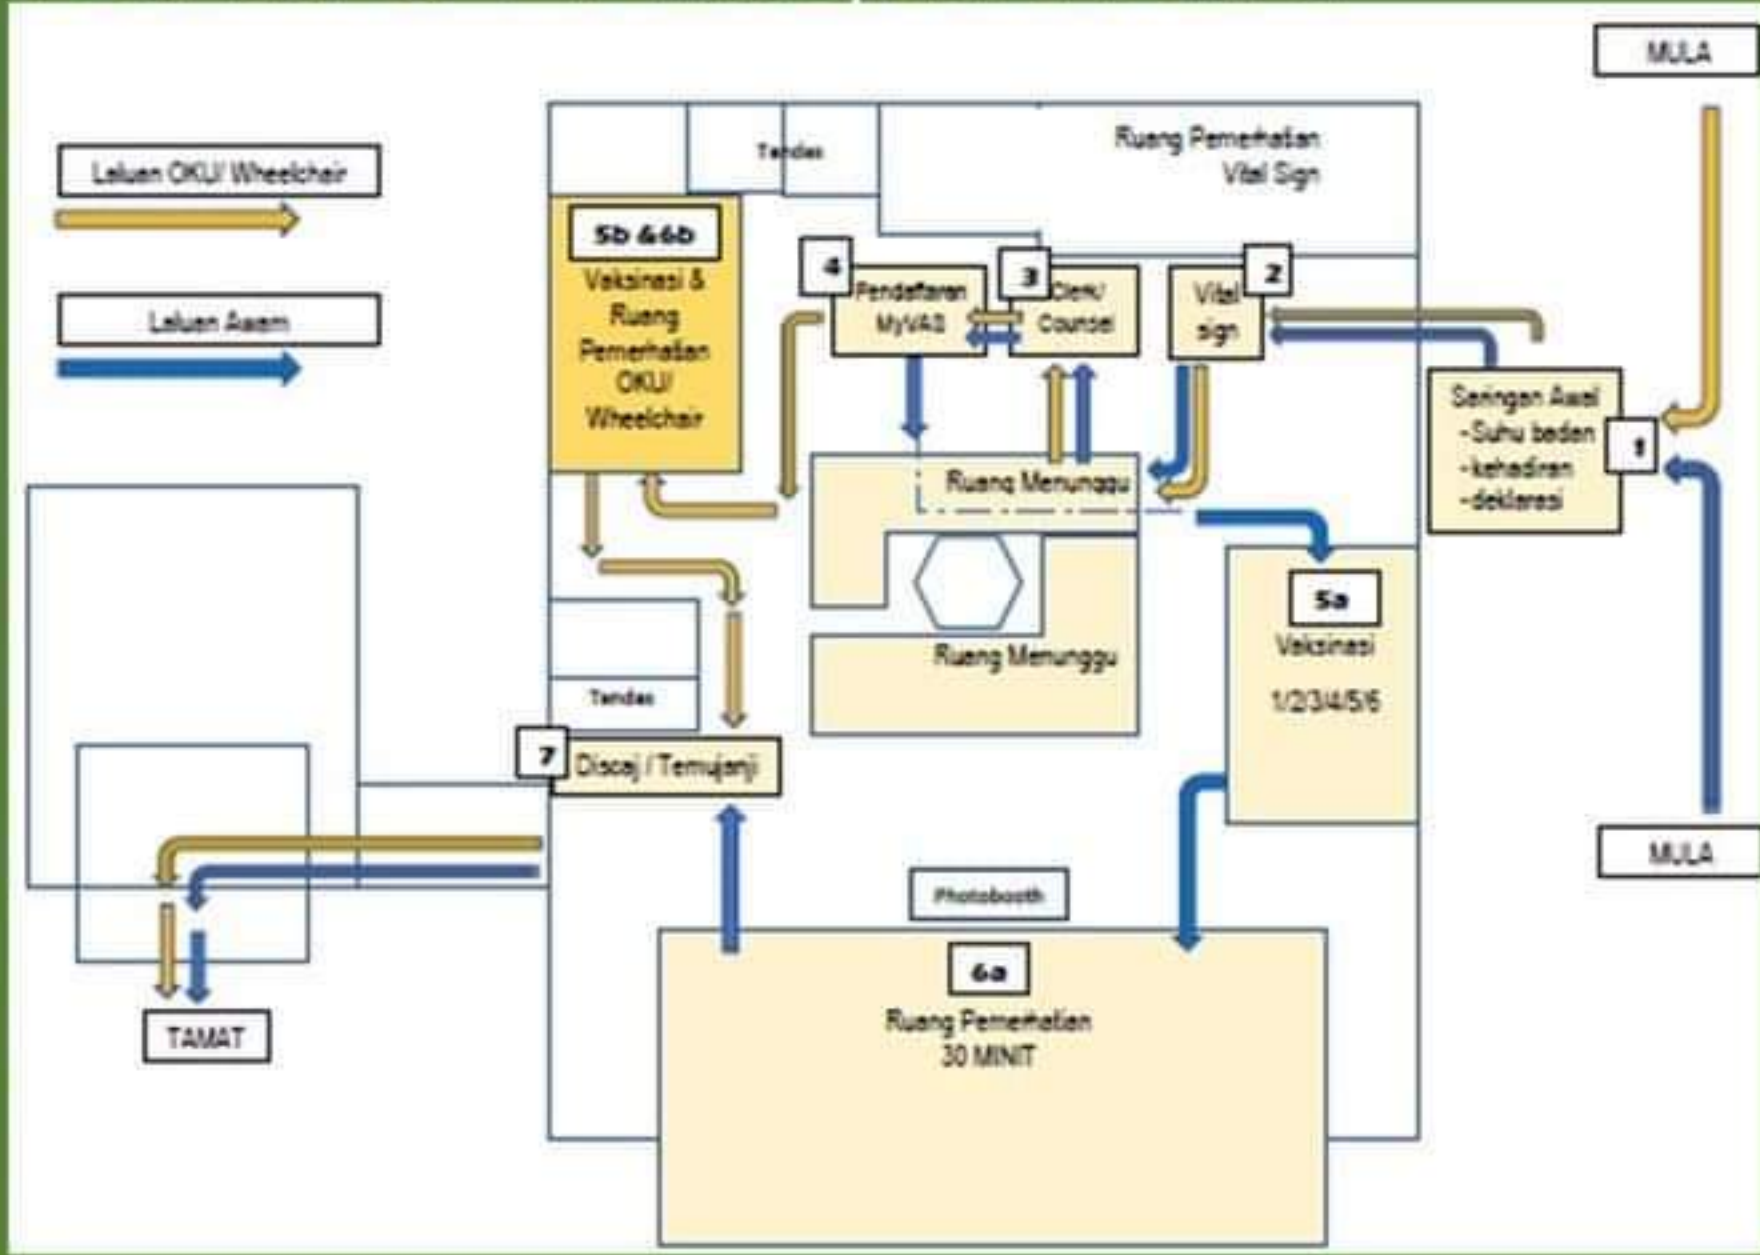 MULA
Laluan OKU/ Wheelchair
Laluan Awam
Tandas
Ruang Pemerhatian
Vital Sign
5b &6b
Vaksinasi &
Ruang
Pemerhatian
OKU/
Wheelchair
4
Pendaftaran
MyVAS
3
Clerk/
Counsel
2
Vital
sign
1
Saringan Awal
-Suhu badan
-kehadiran
-deklarasi
Ruang Menunggu
Ruang Menunggu
5a
Vaksinasi
1/2/3/4/5/6
Tandas
7
Discaj / Temujanji
MULA
Photobooth
6a
Ruang Pemerhatian
30 MINIT
TAMAT